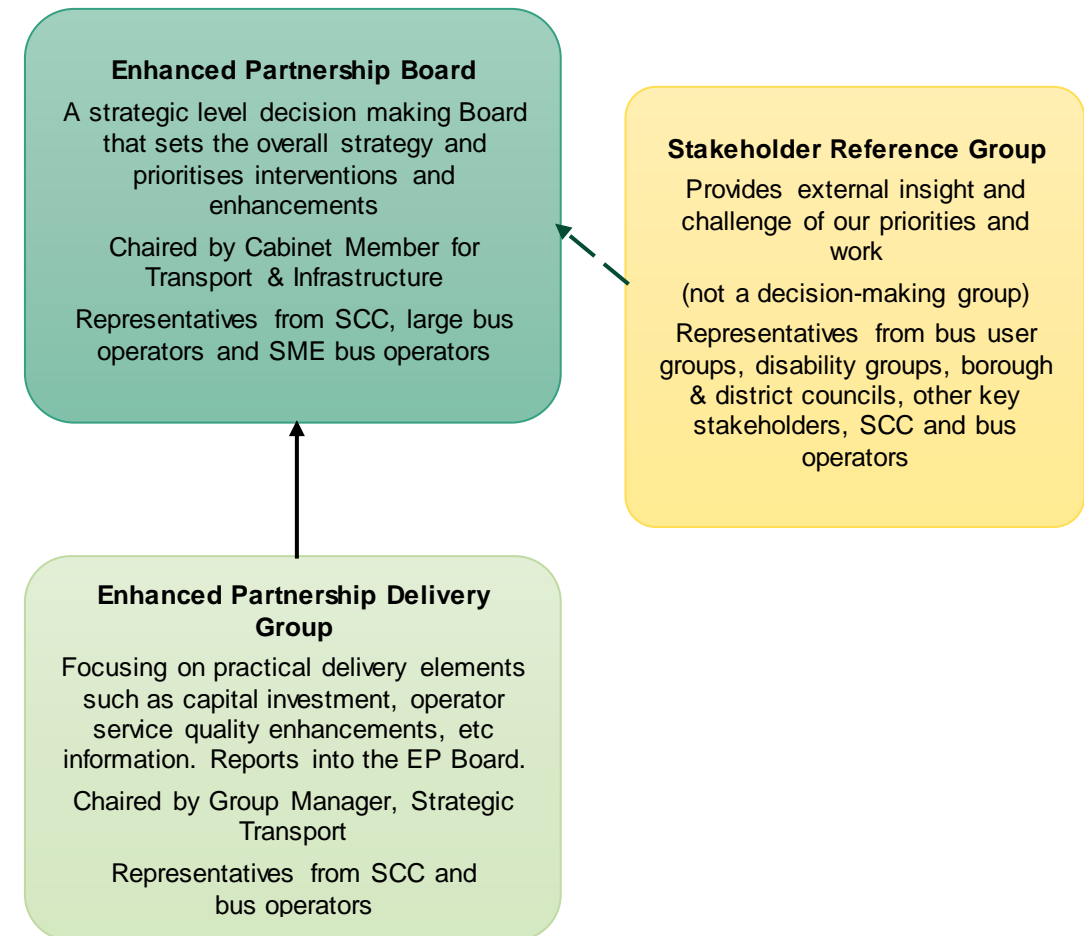 Enhanced Partnership Board
A strategic level decision making Board
that sets the overall strategy and
prioritises interventions and
enhancements
Chaired by Cabinet Member for
Transport & Infrastructure
Representatives from SCC, large bus
operators and SME bus operators
Stakeholder Reference Group
Provides external insight and
challenge of our priorities and
work
(not a decision-making group)
Representatives from bus user
groups, disability groups, borough
& district councils, other key
stakeholders, SCC and bus
operators
Enhanced Partnership Delivery
Group
Focusing on practical delivery elements
such as capital investment, operator
service quality enhancements, etc
information. Reports into the EP Board.
Chaired by Group Manager, Strategic
Transport
Representatives from SCC and
bus operators